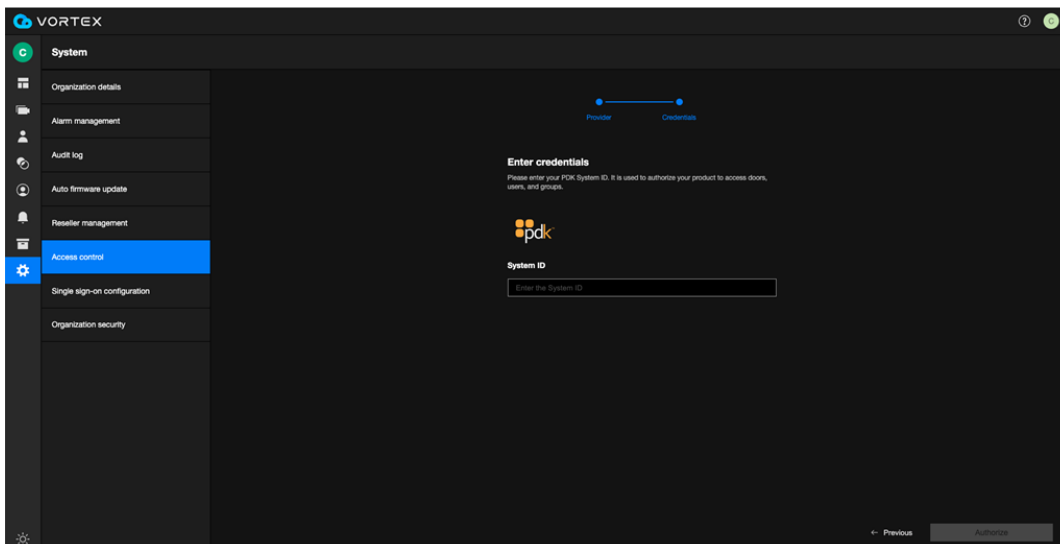 VORTEX
C
C
System
Organization details
Alarm management
Audit log
Auto firmware update
Reseller management
Access control
Single sign-on configuration
Organization security
Provider
Credentials
Enter credentials
Please enter your PDK System ID. It is used to authorize your product to access doors,
users, and groups.
pdk
System ID
Enter the System ID
← Previous
Authorize